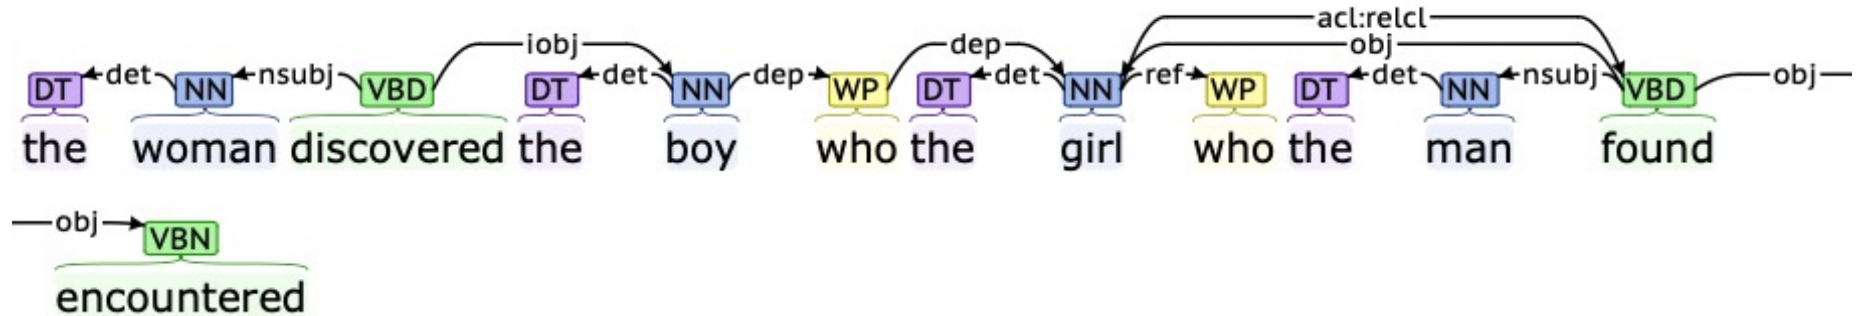 acl:relcl
iobj dep obj
det nsubj det dep det ref det nsubj obj
DT NN VBD DT NN WP DT NN WP DT NN VBD
the woman discovered the boy who the girl who the man found
obj
VBN
encountered